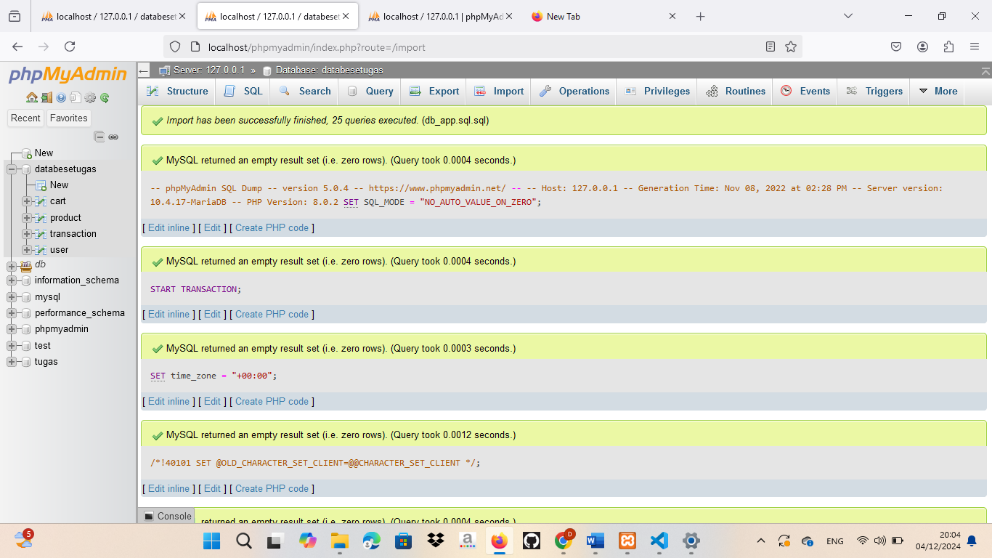 localhost / 127.0.0.1 / databeset
localhost / 127.0.0.1 / databeset
localhost / 127.0.0.1 | phpMyAd
New Tab
localhost/phpmyadmin/index.php?route=/import
phpMyAdmin
Recent Favorites
New
databesetugas
New
cart
product
transaction
user
db
information_schema
mysql
performance_schema
phpmyadmin
test
tugas
Server: 127.0.0.1 » Database: databesetugas
Structure SQL Search Query Export Import Operations Privileges Routines Events Triggers More
Import has been successfully finished, 25 queries executed. (db_app.sql.sql)
MySQL returned an empty result set (i.e. zero rows). (Query took 0.0004 seconds.)
-- phpMyAdmin SQL Dump -- version 5.0.4 -- https://www.phpmyadmin.net/ -- -- Host: 127.0.0.1 -- Generation Time: Nov 08, 2022 at 02:28 PM -- Server version:
10.4.17-MariaDB -- PHP Version: 8.0.2 SET SQL_MODE = "NO_AUTO_VALUE_ON_ZERO";
[ Edit inline ] [ Edit ] [ Create PHP code ]
MySQL returned an empty result set (i.e. zero rows). (Query took 0.0004 seconds.)
START TRANSACTION;
[ Edit inline ] [ Edit ] [ Create PHP code ]
MySQL returned an empty result set (i.e. zero rows). (Query took 0.0003 seconds.)
SET time_zone = "+00:00";
[ Edit inline ] [ Edit ] [ Create PHP code ]
MySQL returned an empty result set (i.e. zero rows). (Query took 0.0012 seconds.)
/*!40101 SET @OLD_CHARACTER_SET_CLIENT=@@CHARACTER_SET_CLIENT */;
[ Edit inline ] [ Edit ] [ Create PHP code ]
Console
returned an empty result set (i.e. zero rows). (Query took 0.0004 seconds.)
5
a
D
ENG
20:04
04/12/2024